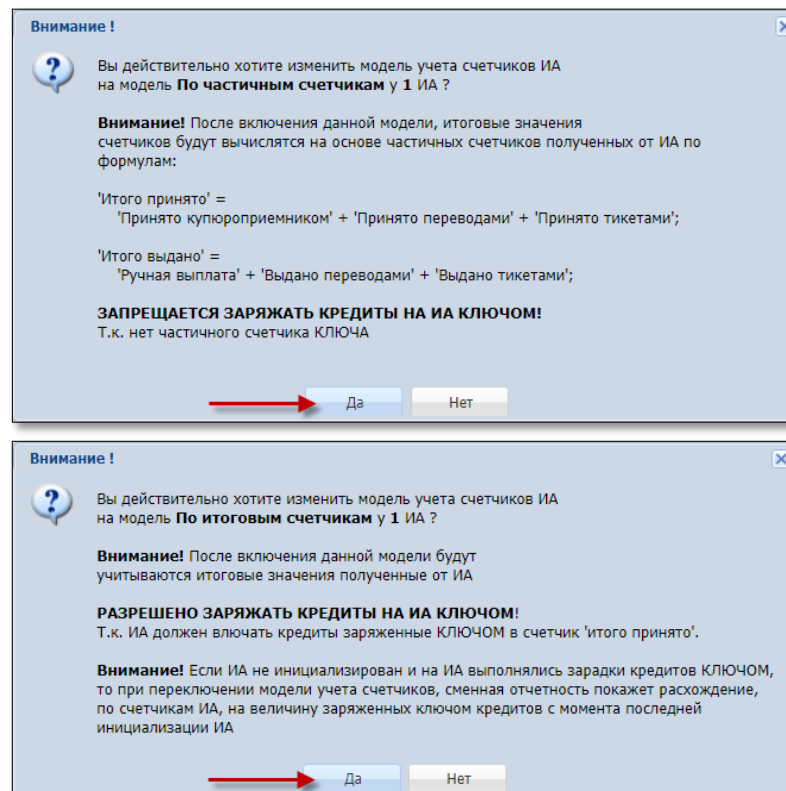 Внимание !
Вы действительно хотите изменить модель учета счетчиков ИА
на модель По частичным счетчикам у 1 ИА ?
Внимание! После включения данной модели, итоговые значения
счетчиков будут вычислятся на основе частичных счетчиков полученных от ИА по
формулам:
'Итого принято' =
'Принято купюроприемником' + 'Принято переводами' + 'Принято тикетами';
'Итого выдано' =
'Ручная выплата' + 'Выдано переводами' + 'Выдано тикетами';
ЗАПРЕЩАЕТСЯ ЗАРЯЖАТЬ КРЕДИТЫ НА ИА КЛЮЧОМ!
Т.к. нет частичного счетчика КЛЮЧА
Да Нет
Внимание !
Вы действительно хотите изменить модель учета счетчиков ИА
на модель По итоговым счетчикам у 1 ИА ?
Внимание! После включения данной модели будут
учитываются итоговые значения полученные от ИА
РАЗРЕШЕНО ЗАРЯЖАТЬ КРЕДИТЫ НА ИА КЛЮЧОМ!
Т.к. ИА должен влючать кредиты заряженные КЛЮЧОМ в счетчик 'итого принято'.
Внимание! Если ИА не инициализирован и на ИА выполнялись зарадки кредитов КЛЮЧОМ,
то при переключении модели учета счетчиков, сменная отчетность покажет расхождение,
по счетчикам ИА, на величину заряженных ключом кредитов с момента последней
инициализации ИА
Да Нет